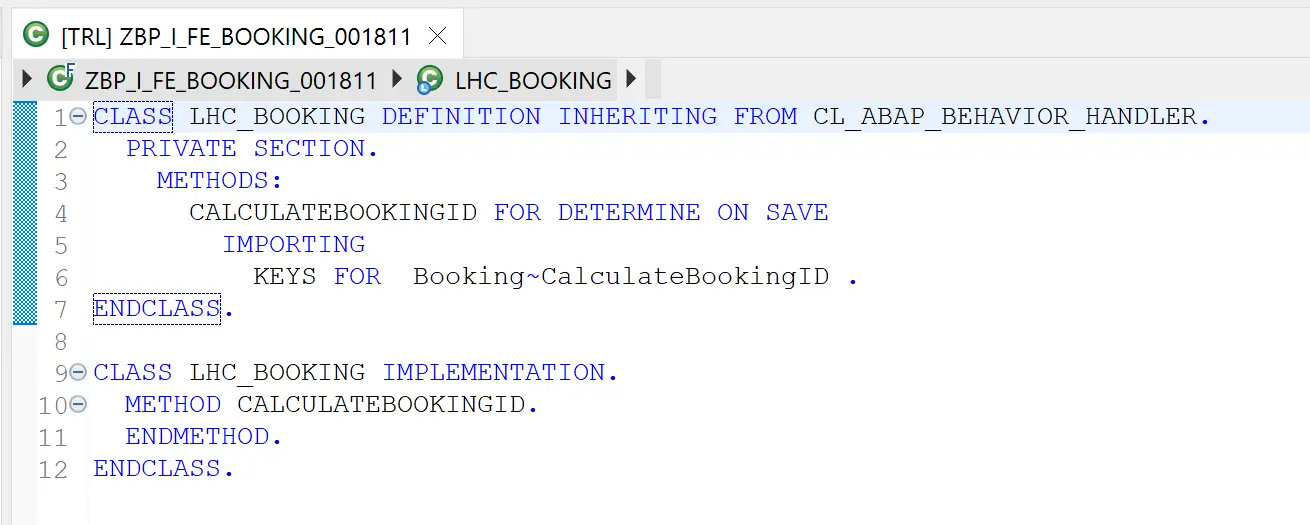 [TRL] ZBP_I_FE_BOOKING_001811
ZBP_I_FE_BOOKING_001811 LHC_BOOKING
1 CLASS LHC_BOOKING DEFINITION INHERITING FROM CL_ABAP_BEHAVIOR_HANDLER.
2 PRIVATE SECTION.
3 METHODS:
4 CALCULATEBOOKINGID FOR DETERMINE ON SAVE
5 IMPORTING
6 KEYS FOR  Booking~CalculateBookingID .
7 ENDCLASS.
8
9 CLASS LHC_BOOKING IMPLEMENTATION.
10 METHOD CALCULATEBOOKINGID.
11 ENDMETHOD.
12 ENDCLASS.